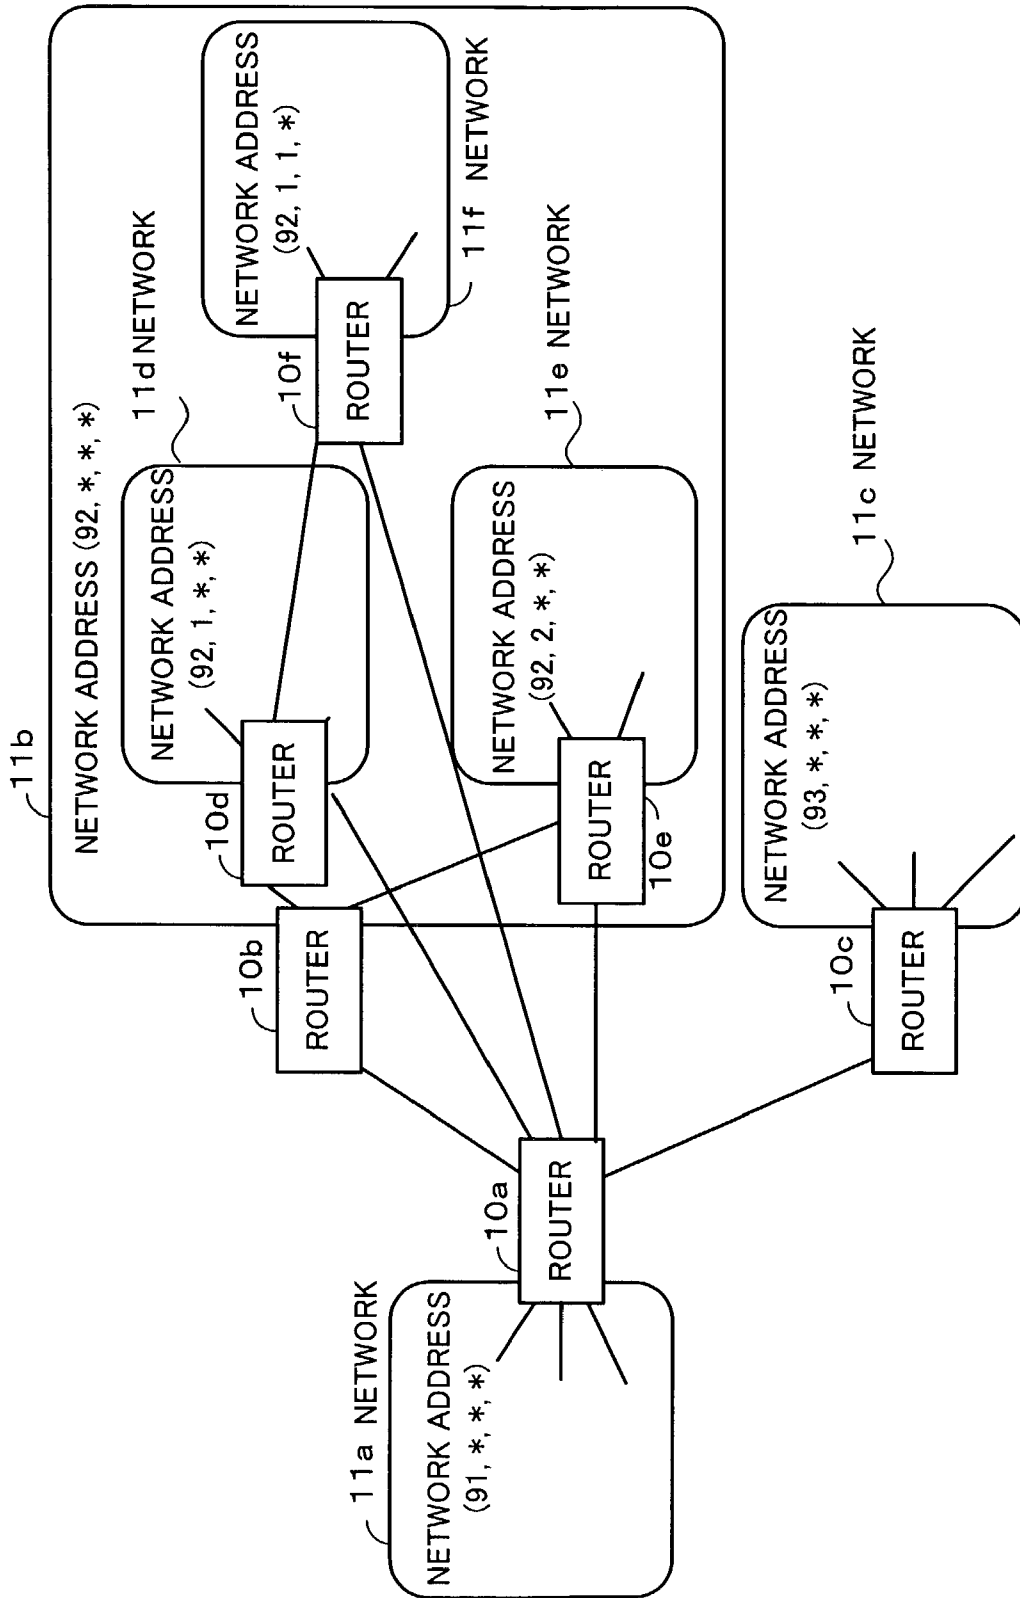 11a NETWORK
NETWORK ADDRESS
(91, *, *, *)
10a
ROUTER
11b
NETWORK ADDRESS (92, *, *, *)
10b
ROUTER
10d
ROUTER
11d NETWORK
NETWORK ADDRESS
(92, 1, *, *)
10f
ROUTER
NETWORK ADDRESS
(92, 1, 1, *)
11f NETWORK
10e
ROUTER
NETWORK ADDRESS
(92, 2, *, *)
11e NETWORK
10c
ROUTER
NETWORK ADDRESS
(93, *, *, *)
11c NETWORK